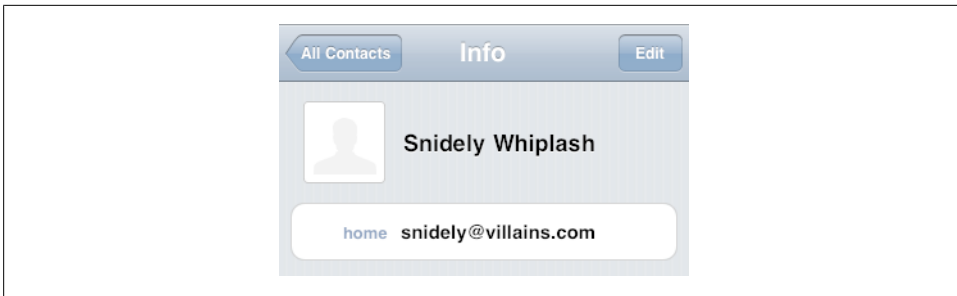 All Contacts Info Edit
Snidely Whiplash
home snidely@villains.com